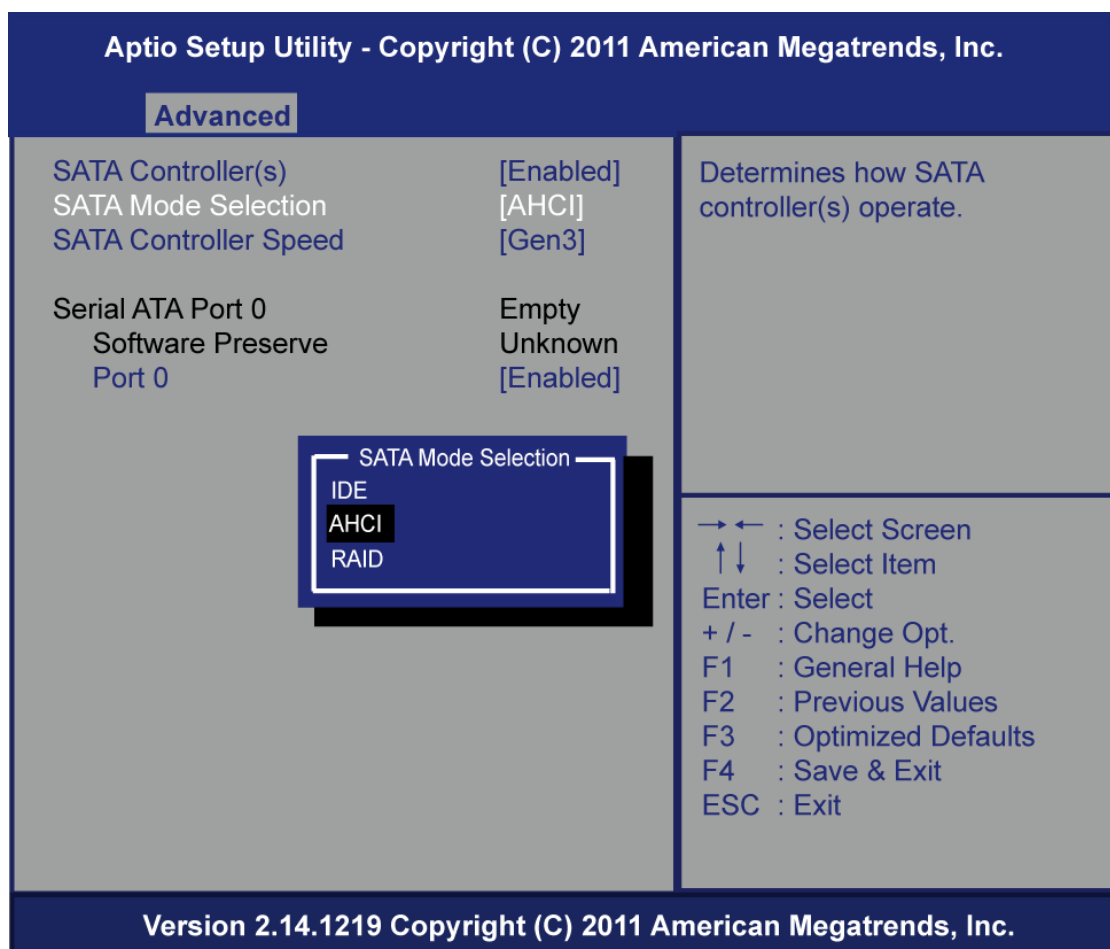 Aptio Setup Utility - Copyright (C) 2011 American Megatrends, Inc.
Advanced
SATA Controller(s) [Enabled]
SATA Mode Selection [AHCI]
SATA Controller Speed [Gen3]
Serial ATA Port 0 Empty
Software Preserve Unknown
Port 0 [Enabled]
SATA Mode Selection
IDE
AHCI
RAID
Determines how SATA
controller(s) operate.
→ ← : Select Screen
↑↓ : Select Item
Enter : Select
+ / - : Change Opt.
F1 : General Help
F2 : Previous Values
F3 : Optimized Defaults
F4 : Save & Exit
ESC : Exit
Version 2.14.1219 Copyright (C) 2011 American Megatrends, Inc.